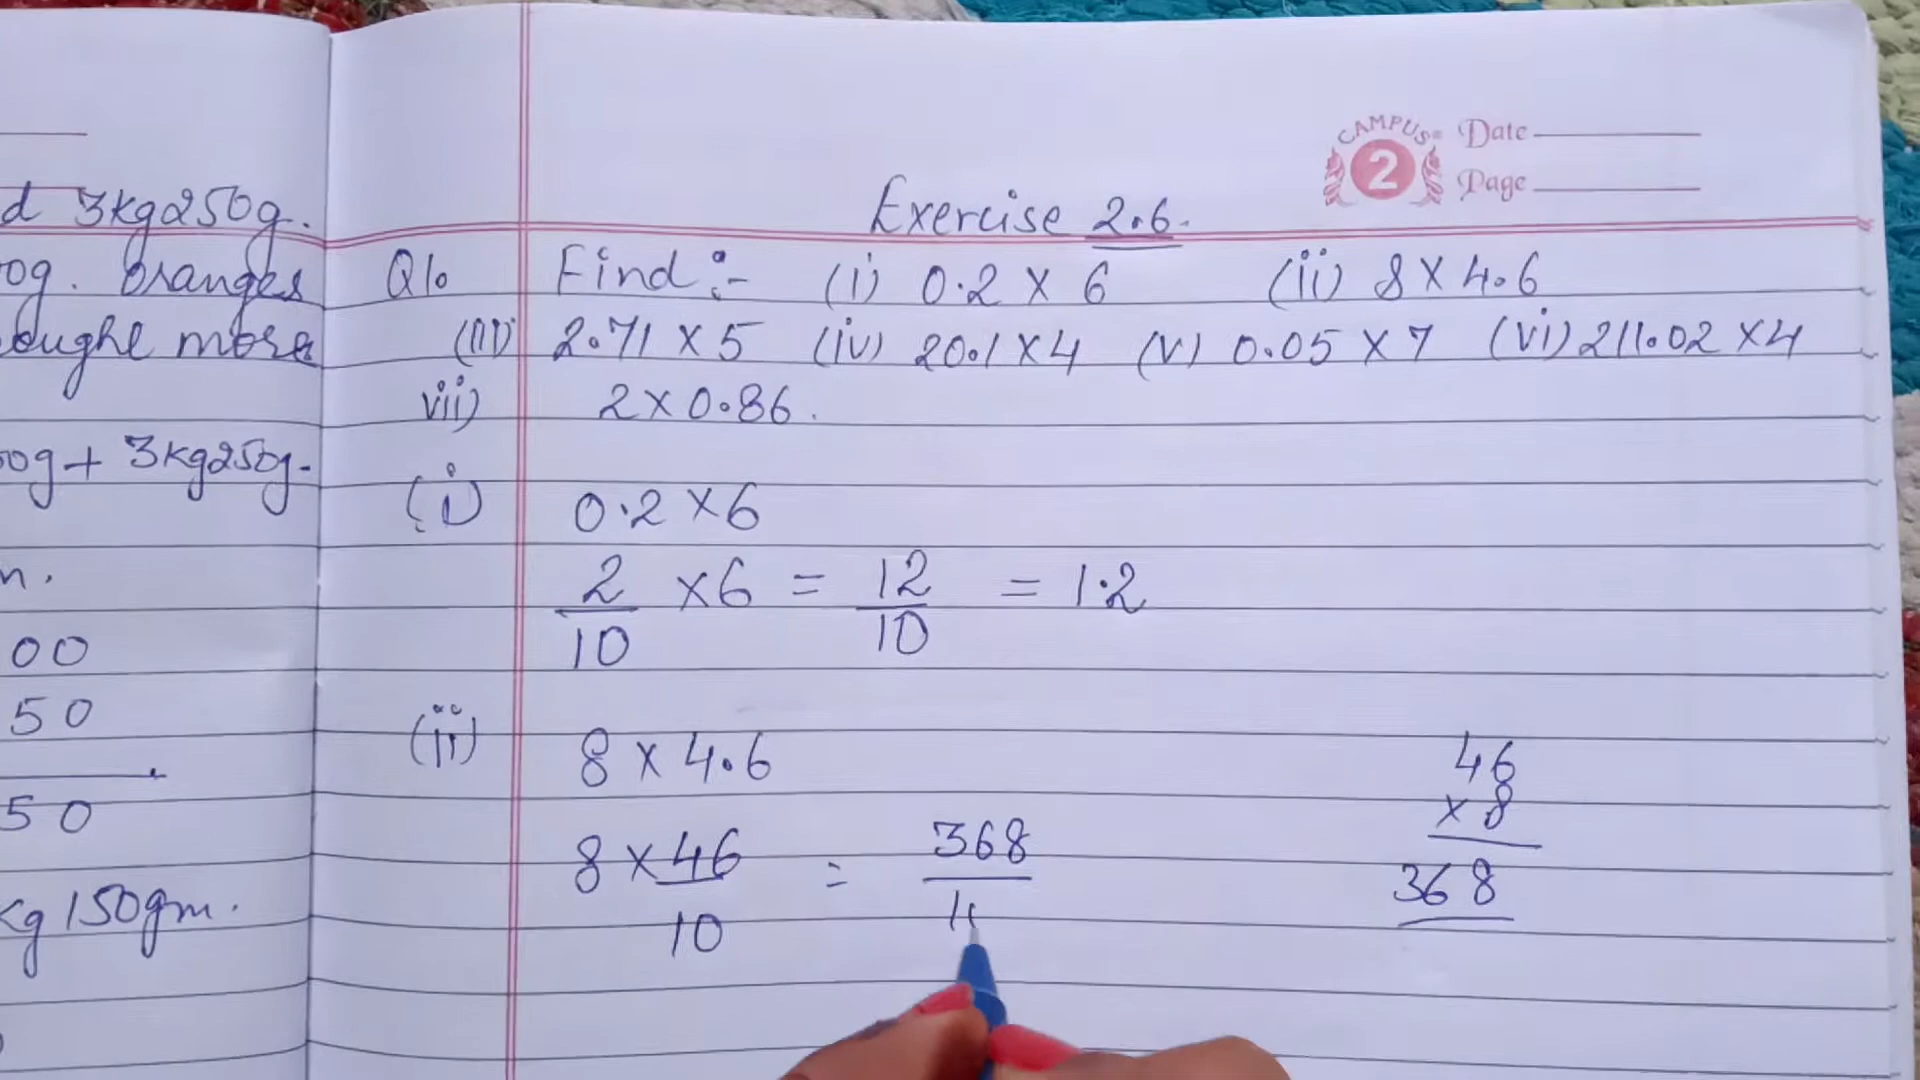 d 3kg250g.
0g. Oranges
more
00g + 3kg250g.
00
50
50
kg 150gm.
CAMPUS
2
Date
Page
Exercise 2.6.
Q1. Find :- (i) 0.2 × 6 (ii) 8 × 4.6
(iii) 2.71 × 5 (iv) 20.1 × 4 (v) 0.05 × 7 (vi) 211.02 × 4
vii) 2 × 0.86.
(i) 0.2 × 6
2/10 × 6 = 12/10 = 1.2
(ii) 8 × 4.6
8 × 46/10 = 368/1
46
× 8
368